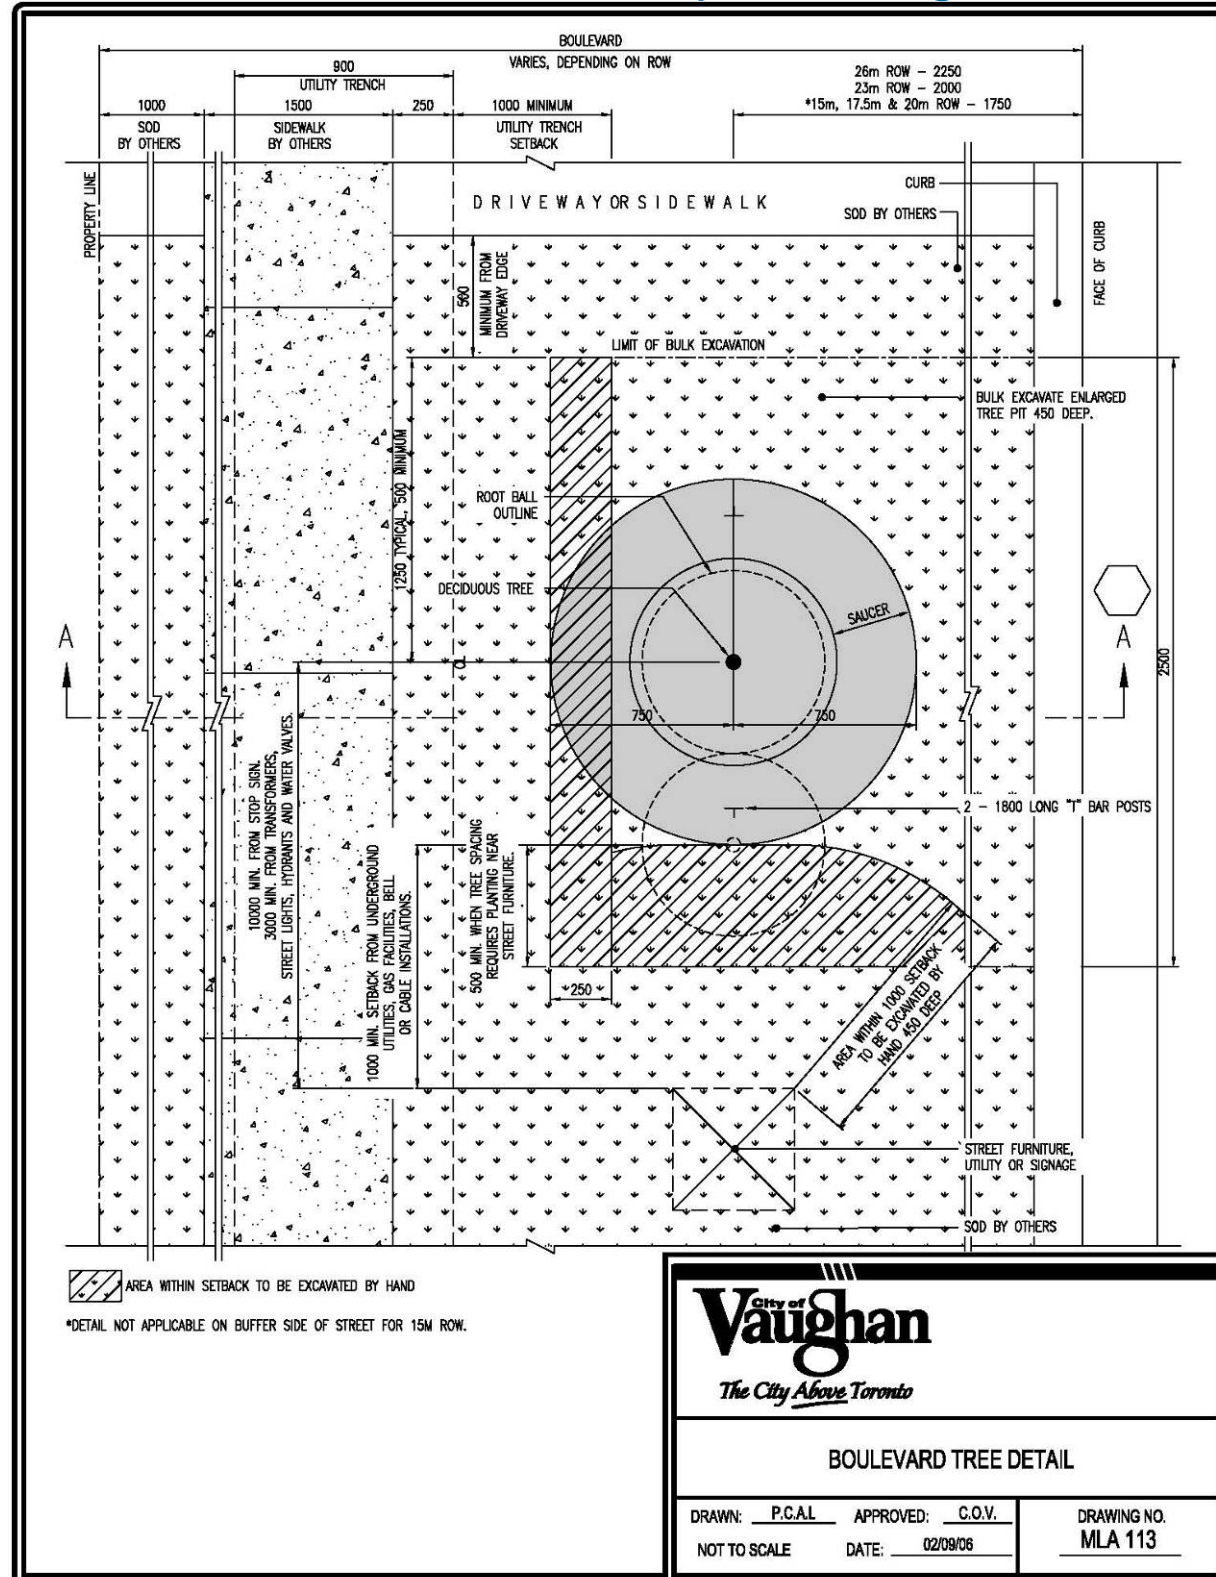 BOULEVARD
VARIES, DEPENDING ON ROW
900
UTILITY TRENCH
26m ROW - 2250
23m ROW - 2000
*15m, 17.5m & 20m ROW - 1750
1000
SOD
BY OTHERS
1500
SIDEWALK
BY OTHERS
250
1000 MINIMUM
UTILITY TRENCH
SETBACK
PROPERTY LINE
DRIVEWAY OR SIDEWALK
CURB
SOD BY OTHERS
FACE OF CURB
500
MINIMUM FROM
DRIVEWAY EDGE
LIMIT OF BULK EXCAVATION
BULK EXCAVATE ENLARGED
TREE PIT 450 DEEP.
1250 TYPICAL, 500 MINIMUM
ROOT BALL
OUTLINE
DECIDUOUS TREE
SAUCER
A
A
CL
2500
750
750
2 - 1800 LONG "T" BAR POSTS
10000 MIN. FROM STOP SIGN.
3000 MIN. FROM TRANSFORMERS,
STREET LIGHTS, HYDRANTS AND WATER VALVES.
1000 MIN. SETBACK FROM UNDERGROUND
UTILITIES, GAS FACILITIES, BELL
OR CABLE INSTALLATIONS.
500 MIN. WHEN TREE SPACING
REQUIRES PLANTING NEAR
STREET FURNITURE.
250
AREA WITHIN 1000 SETBACK
TO BE EXCAVATED BY
HAND 450 DEEP
STREET FURNITURE,
UTILITY OR SIGNAGE
SOD BY OTHERS
AREA WITHIN SETBACK TO BE EXCAVATED BY HAND
*DETAIL NOT APPLICABLE ON BUFFER SIDE OF STREET FOR 15M ROW.
City of
Vaughan
The City Above Toronto
BOULEVARD TREE DETAIL
DRAWN: P.C.A.L APPROVED: C.O.V.
NOT TO SCALE DATE: 02/09/06
DRAWING NO.
MLA 113